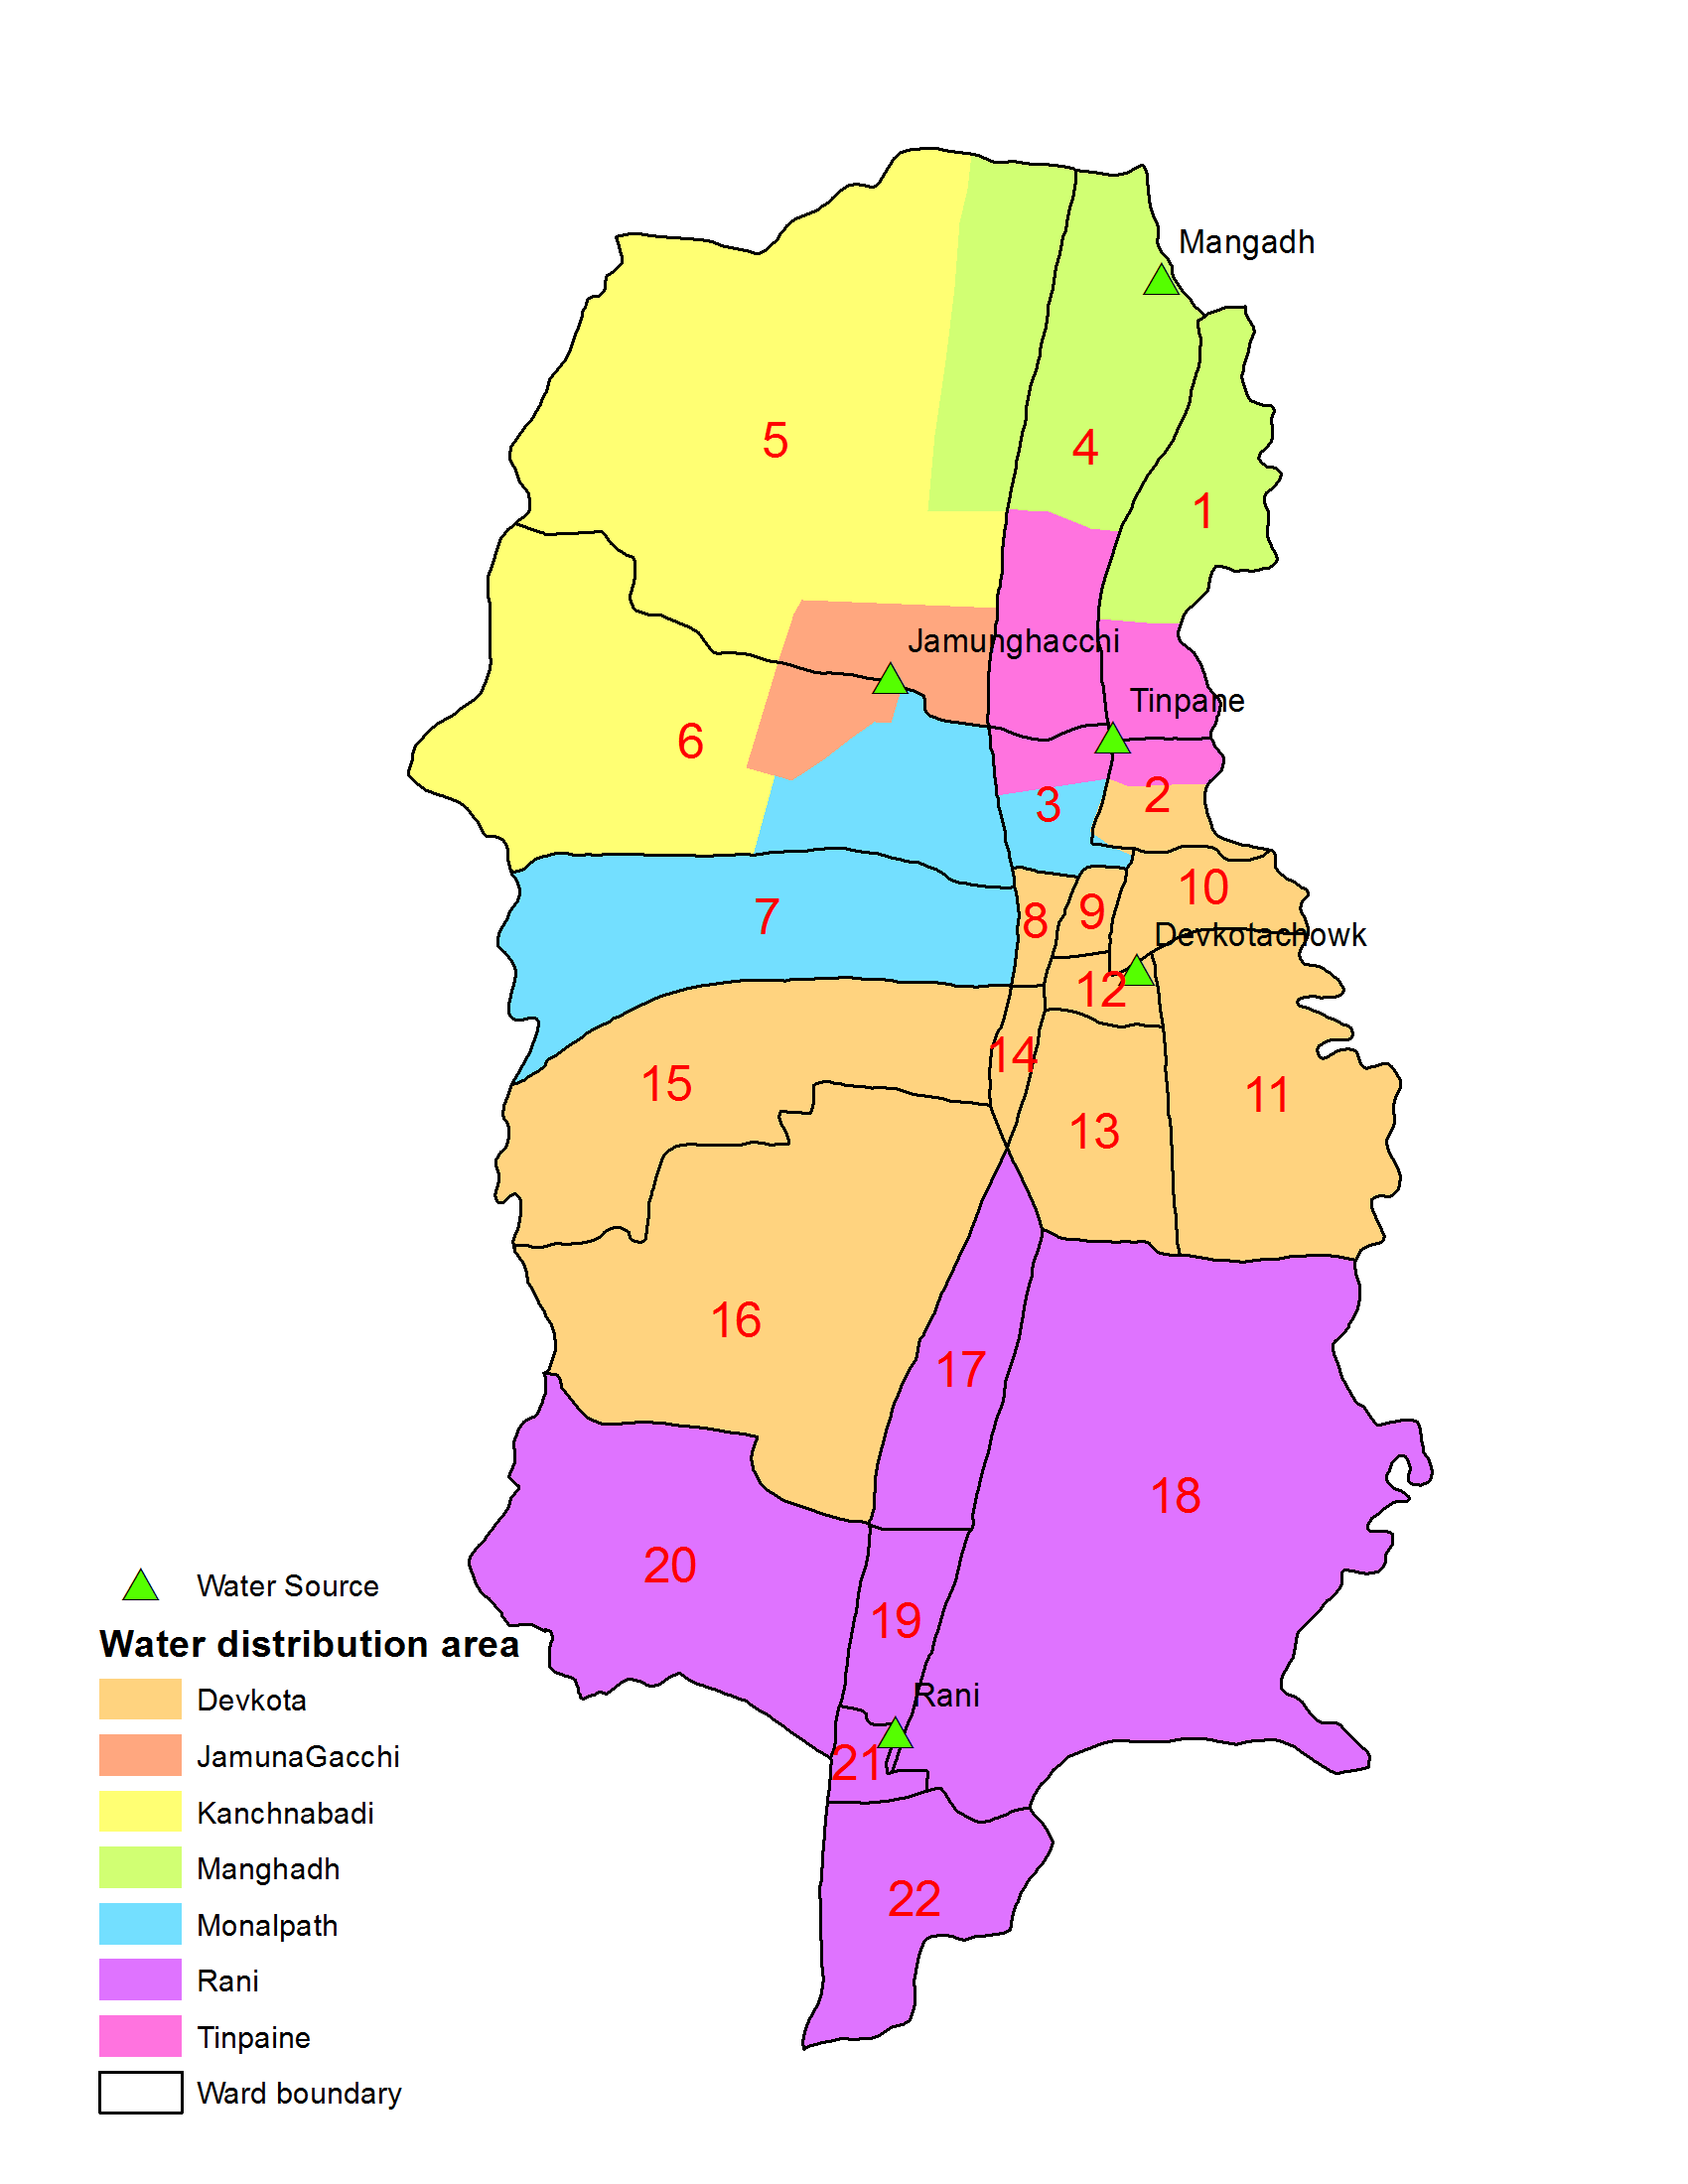 Mangadh
5
4
1
Jamunghacchi
Tinpane
6
3
2
10
7
8
9
Devkotachowk
12
14
15
11
13
16
17
18
20
19
Rani
21
22
Water Source
Water distribution area
Devkota
JamunaGacchi
Kanchnabadi
Manghadh
Monalpath
Rani
Tinpaine
Ward boundary